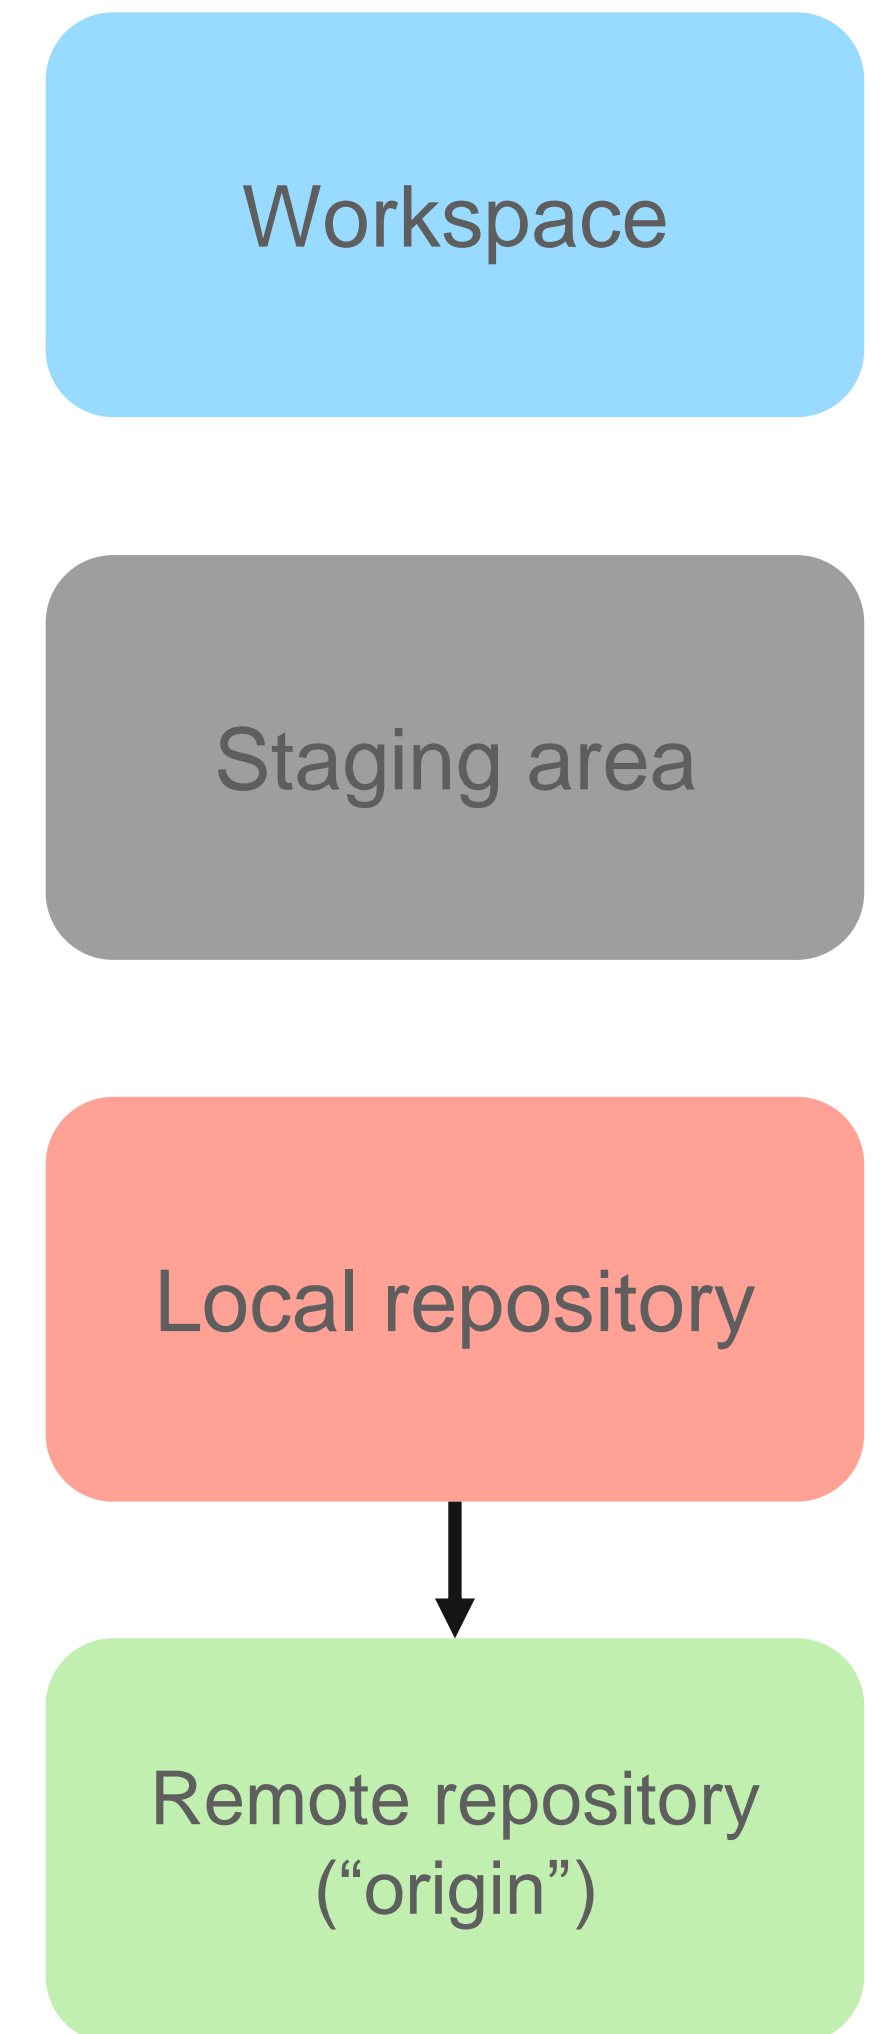 Workspace
Staging area
Local repository
Remote repository
(“origin”)